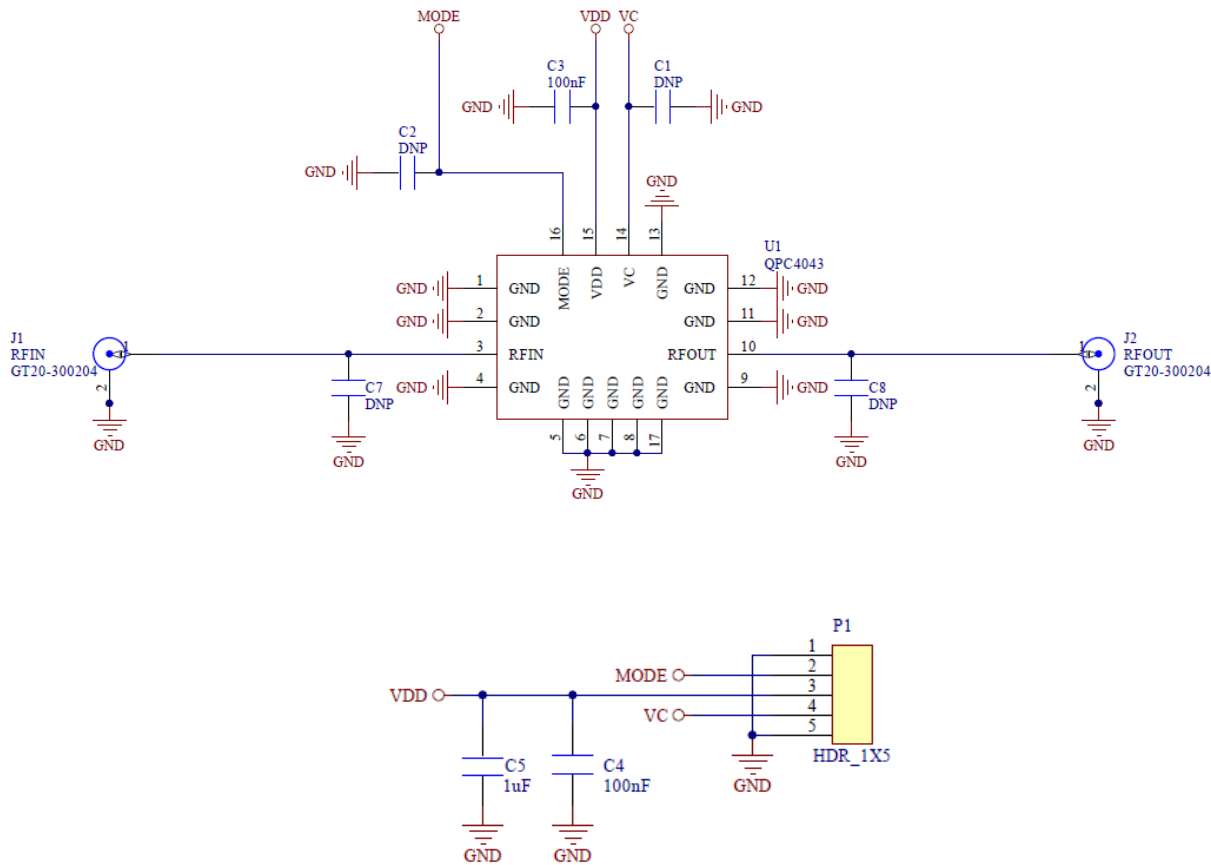 MODE
VDD
VC
C3
100nF
C1
DNP
GND
GND
C2
DNP
GND
GND
16
15
14
13
U1
QPC4043
MODE
VDD
VC
GND
GND
1
GND
GND
12
GND
GND
2
GND
GND
11
GND
J1
RFIN
GT20-300204
1
2
GND
3
RFIN
RFOUT
10
J2
RFOUT
GT20-300204
1
2
GND
C7
DNP
GND
GND
4
GND
GND
9
GND
C8
DNP
GND
GND
GND
GND
GND
GND
5
6
7
8
17
GND
P1
1
2
3
4
5
MODE
VDD
VC
HDR_1X5
GND
C5
1uF
GND
C4
100nF
GND